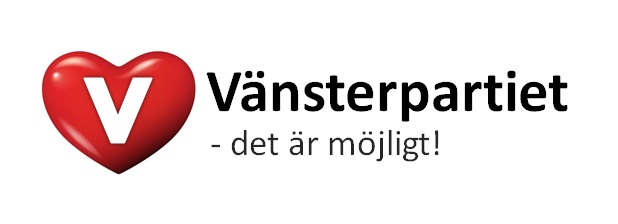 V
Vänsterpartiet
- det är möjligt!